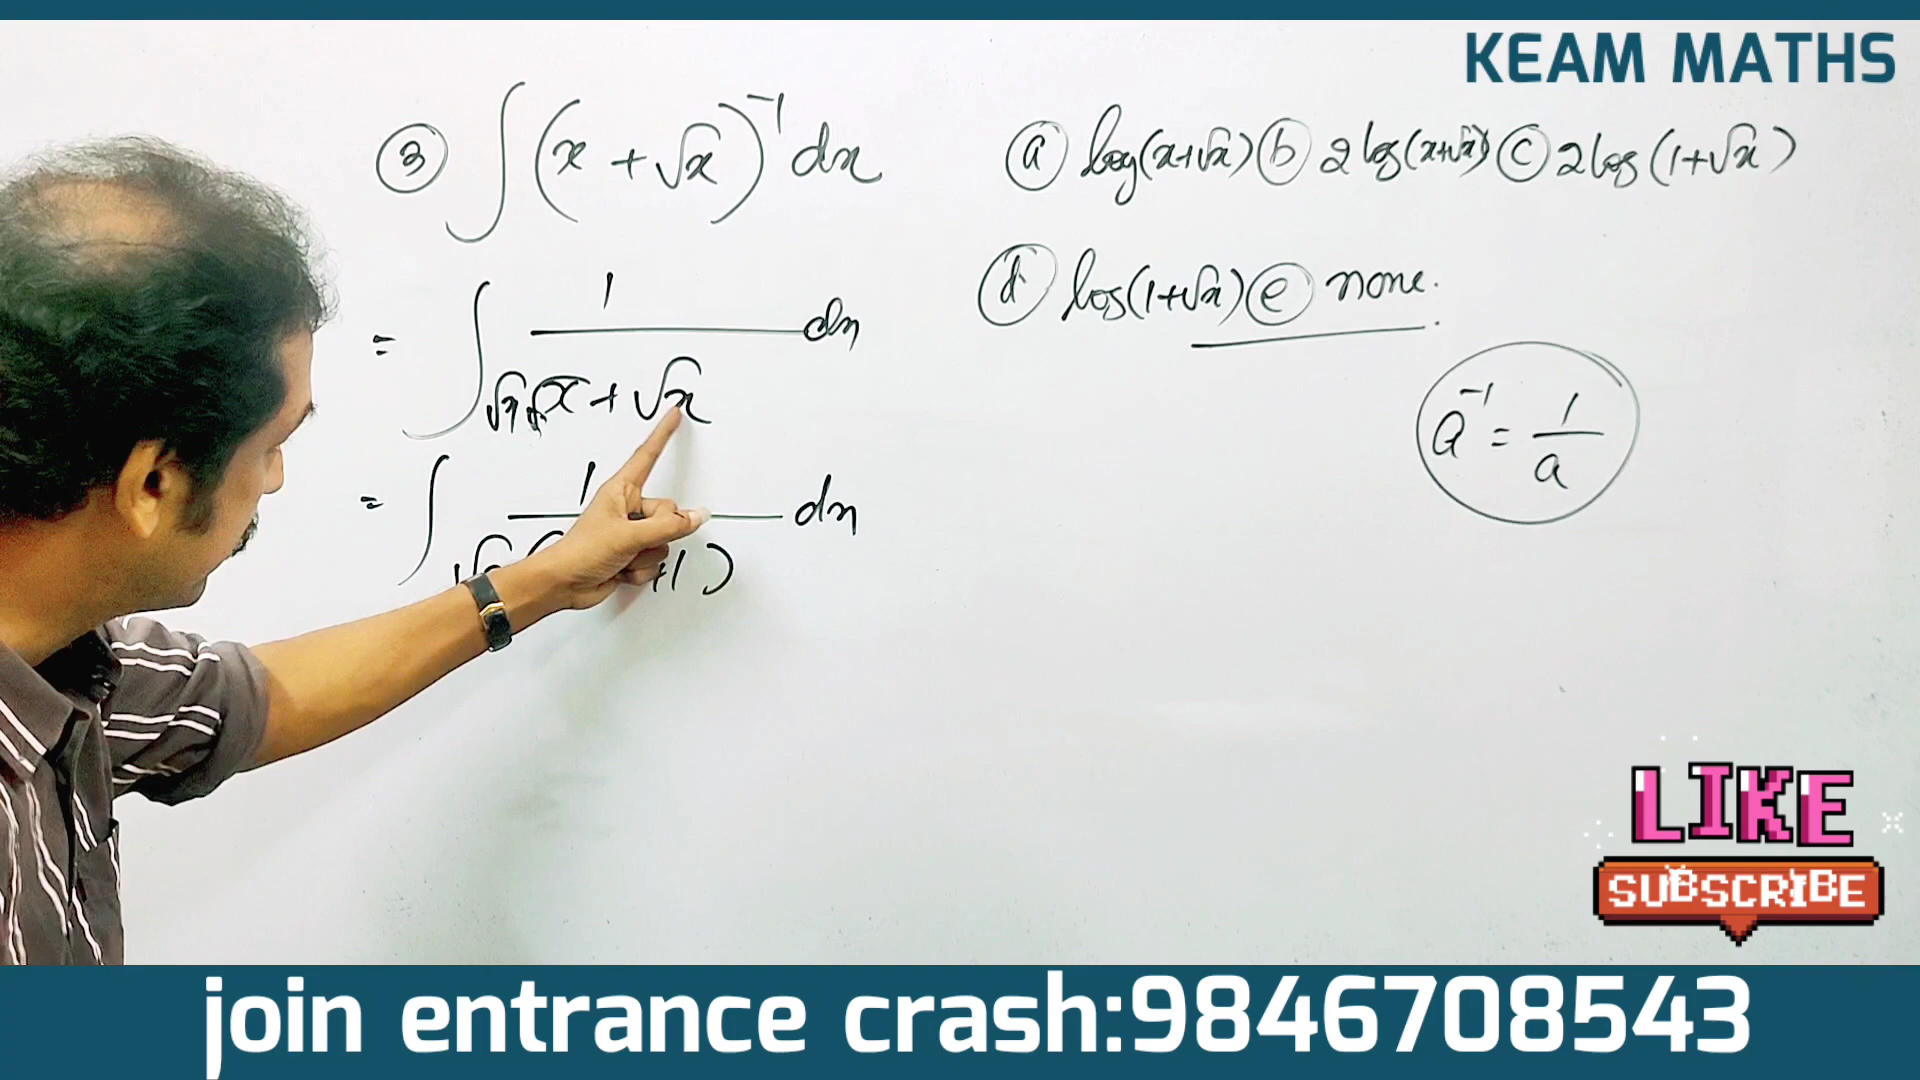 KEAM MATHS
③ ∫ (x + √x)⁻¹ dx
ⓐ log(x+√x) ⓑ 2log(x+√x) ⓒ 2log(1+√x)
ⓓ log(1+√x) ⓔ none.
= ∫ 1 / √x√x + √x dx
a⁻¹ = 1/a
= ∫ 1 / +1) dx
LIKE
SUBSCRIBE
join entrance crash:9846708543